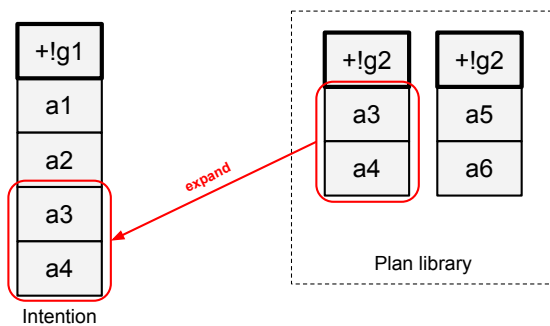 +!g1
a1
a2
a3
a4
Intention
expand
+!g2
a3
a4
+!g2
a5
a6
Plan library